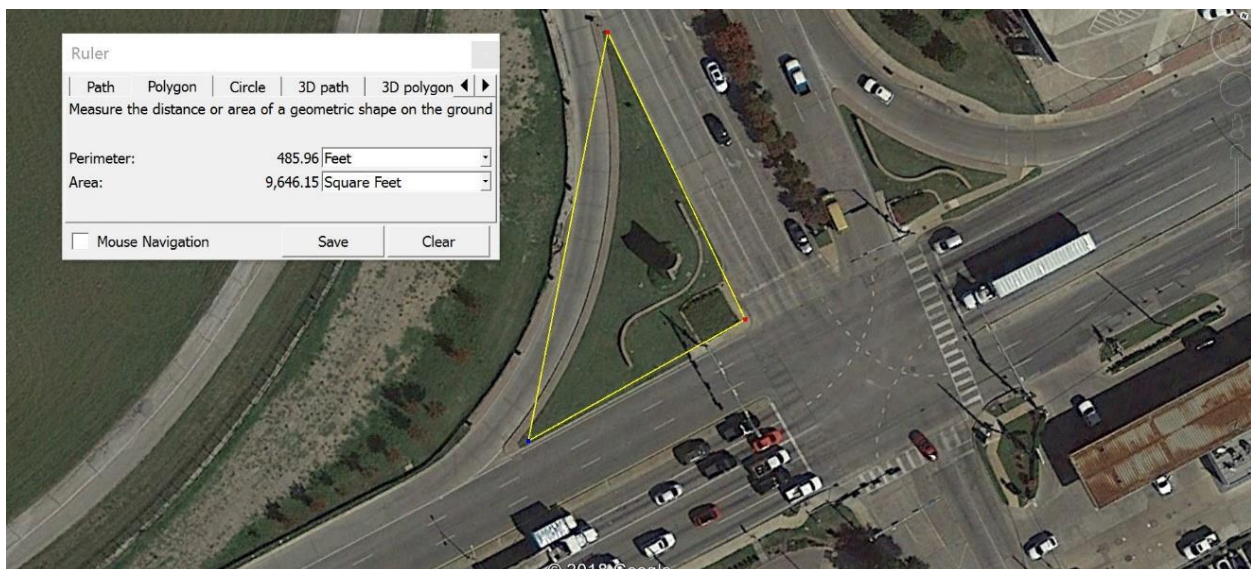 Ruler
Path Polygon Circle 3D path 3D polygon
Measure the distance or area of a geometric shape on the ground
Perimeter: 485.96 Feet
Area: 9,646.15 Square Feet
Mouse Navigation Save Clear
© 2018 Google